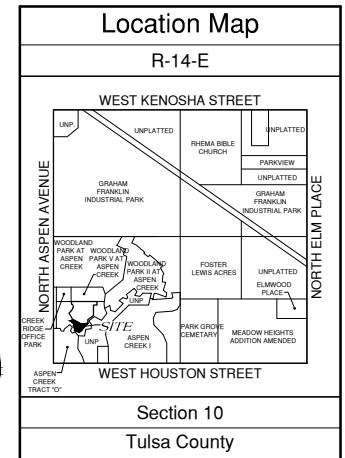 Location Map
R-14-E
WEST KENOSHA STREET
UNP.
UNPLATTED
UNPLATTED
RHEMA BIBLE
CHURCH
PARKVIEW
UNPLATTED
GRAHAM
FRANKLIN
INDUSTRIAL PARK
GRAHAM
FRANKLIN
INDUSTRIAL PARK
NORTH ASPEN AVENUE
NORTH ELM PLACE
WOODLAND
PARK AT
ASPEN
CREEK
WOODLAND
PARK V AT
ASPEN
CREEK
WOODLAND
PARK II AT
ASPEN
CREEK
FOSTER
LEWIS ACRES
UNPLATTED
ELMWOOD
PLACE
UNP
CREEK
RIDGE
OFFICE
PARK
SITE
UNP
ASPEN
CREEK I
PARK GROVE
CEMETARY
MEADOW HEIGHTS
ADDITION AMENDED
ASPEN
CREEK
TRACT "O"
WEST HOUSTON STREET
Section 10
Tulsa County